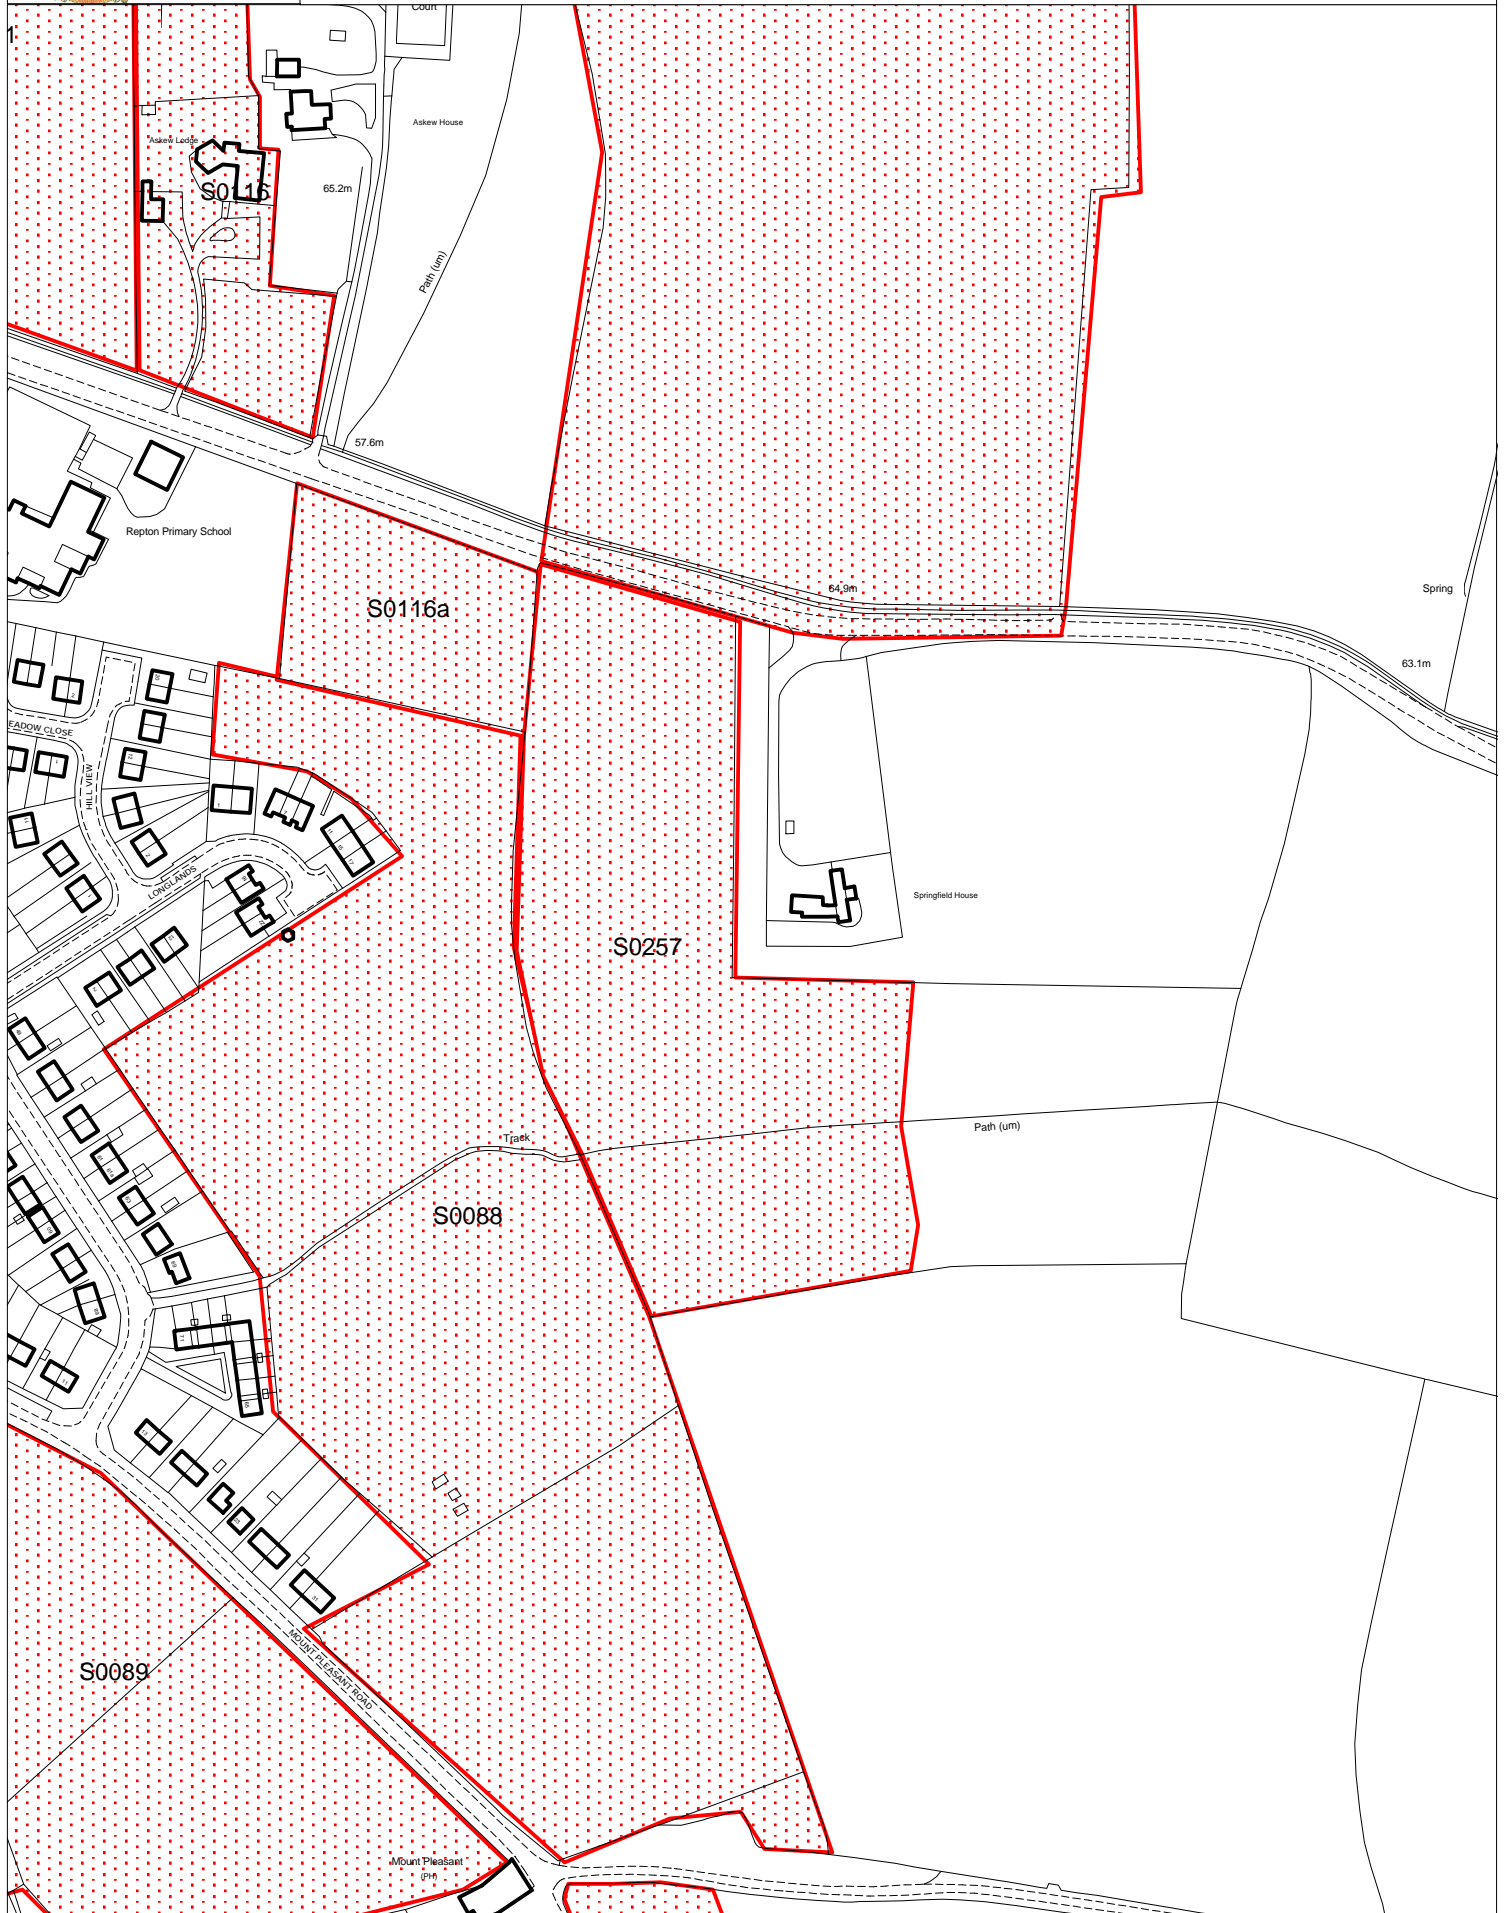 Court
1
Askew House
Askew Lodge
S0116
65.2m
Path (um)
57.6m
Repton Primary School
S0116a
64.9m
Spring
63.1m
EADOW CLOSE
HILL VIEW
LONGLANDS
Springfield House
S0257
Track
Path (um)
S0088
S0089
MOUNT PLEASANT ROAD
Mount Pleasant
(PH)